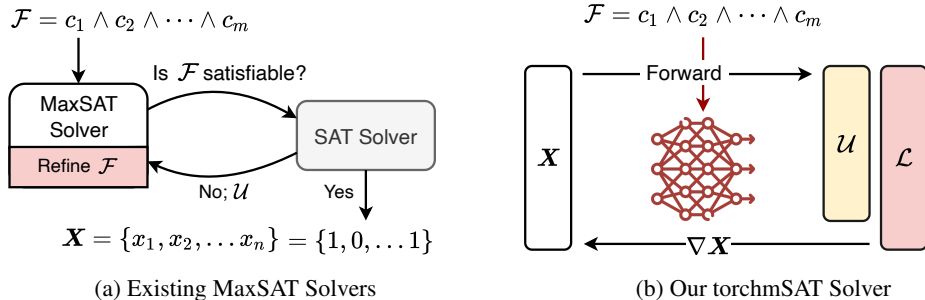 F = c₁ ∧ c₂ ∧ ⋯ ∧ cₘ
Is F satisfiable?
MaxSAT
Solver
Refine F
SAT Solver
No; U
Yes
X = {x₁, x₂, … xₙ} = {1, 0, … 1}
(a) Existing MaxSAT Solvers
F = c₁ ∧ c₂ ∧ ⋯ ∧ cₘ
Forward
X
U
L
∇X
(b) Our torchmSAT Solver